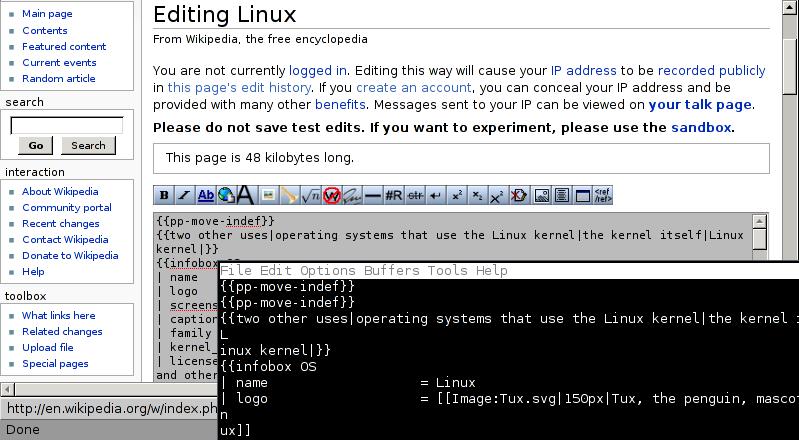 Main page
Contents
Featured content
Current events
Random article
search
Go Search
interaction
About Wikipedia
Community portal
Recent changes
Contact Wikipedia
Donate to Wikipedia
Help
toolbox
What links here
Related changes
Upload file
Special pages
Editing Linux
From Wikipedia, the free encyclopedia
You are not currently logged in. Editing this way will cause your IP address to be recorded publicly
in this page's edit history. If you create an account, you can conceal your IP address and be
provided with many other benefits. Messages sent to your IP can be viewed on your talk page.
Please do not save test edits. If you want to experiment, please use the sandbox.
This page is 48 kilobytes long.
B I Ab A √n W — #R str x² x₂ x² <ref/ref>
{{pp-move-indef}}
{{two other uses|operating systems that use the Linux kernel|the kernel itself|Linux
kernel|}}
{{infobox OS
| name
| logo
| screens
| caption
| family
| kernel_
| license
and other
File Edit Options Buffers Tools Help
{{pp-move-indef}}
{{pp-move-indef}}
{{two other uses|operating systems that use the Linux kernel|the kernel i
L
inux kernel|}}
{{infobox OS
| name = Linux
| logo = [[Image:Tux.svg|150px|Tux, the penguin, mascot
n
ux]]
http://en.wikipedia.org/w/index.ph
Done